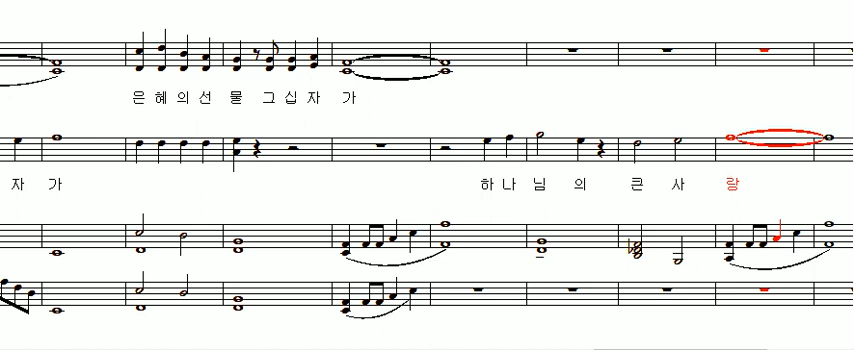 은 혜 의 선 물 그 십 자 가
자 가 하 나 님 의 큰 사 랑